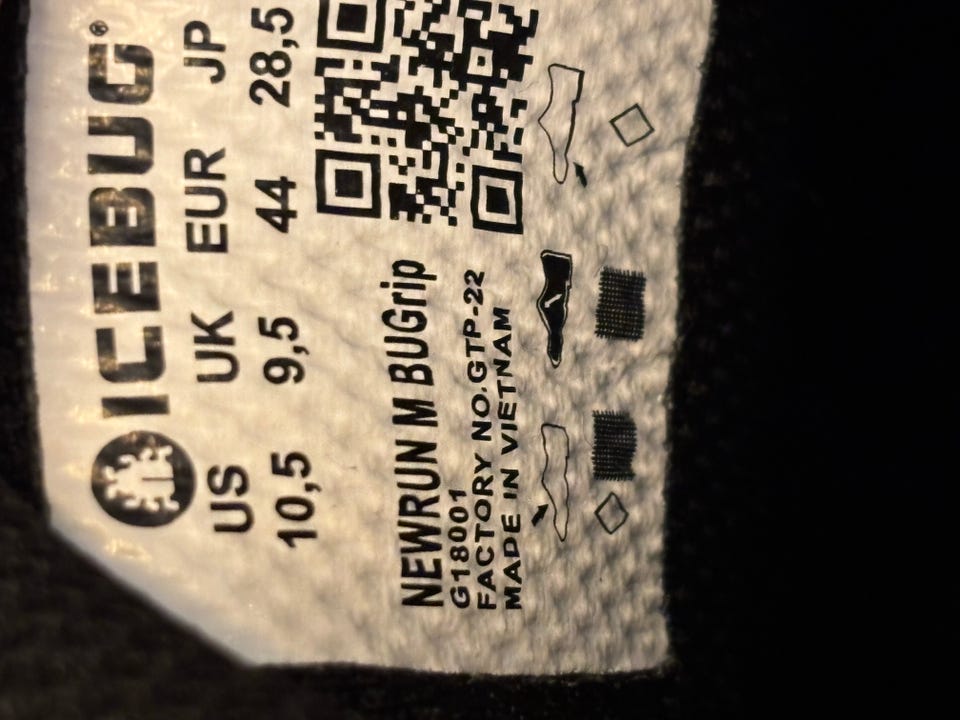 ICEBUG®
US UK EUR JP
10,5 9,5 44 28,5
NEWRUN M BUGrip
G18001
FACTORY NO.GTP-22
MADE IN VIETNAM